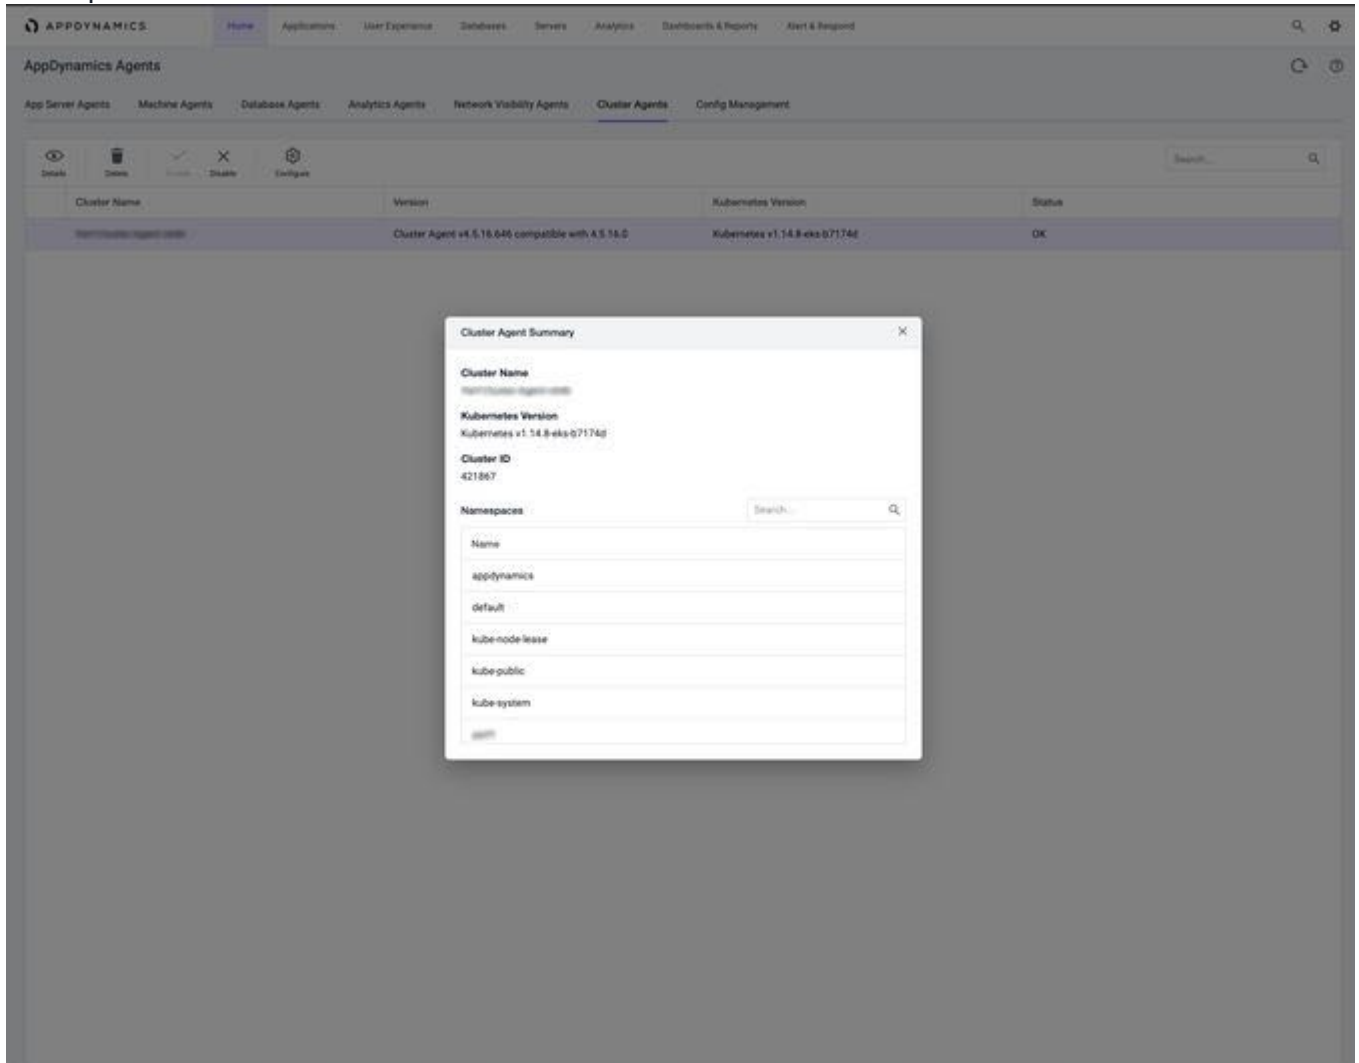 APPDYNAMICS Home Applications User Experience Databases Servers Analytics Dashboards & Reports Alert & Respond
AppDynamics Agents
App Server Agents Machine Agents Database Agents Analytics Agents Network Visibility Agents Cluster Agents Config Management
Details Delete Enable Disable Configure Search...
Cluster Name Version Kubernetes Version Status
Cluster Agent v4.5.16.646 compatible with 4.5.16.0 Kubernetes v1.14.8-eks-b7174d OK
Cluster Agent Summary
Cluster Name
Kubernetes Version
Kubernetes v1.14.8-eks-b7174d
Cluster ID
421867
Namespaces Search...
Name
appdynamics
default
kube-node-lease
kube-public
kube-system